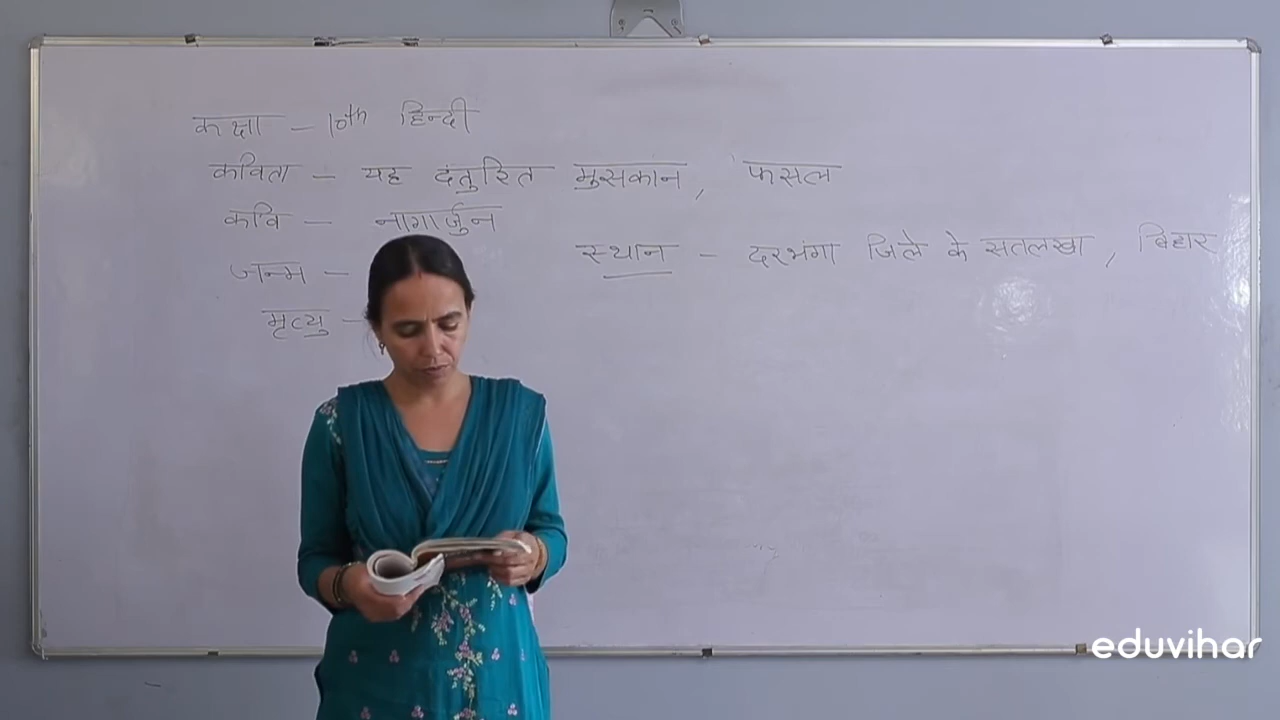 कक्षा – 10th हिन्दी
कविता – यह दंतुरित मुसकान, फसल
कवि – नागार्जुन
जन्म –
स्थान – दरभंगा जिले के सतलखा, बिहार
मृत्यु –
eduvihar